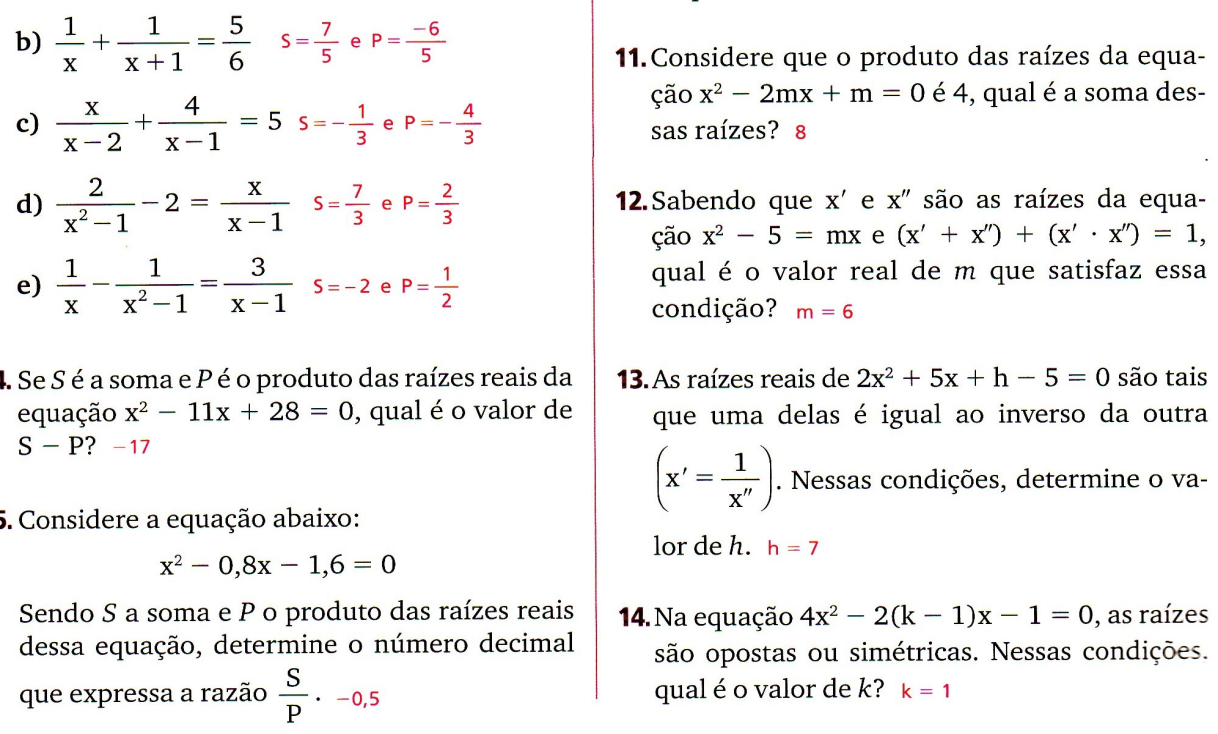 b) 1/x + 1/(x + 1) = 5/6 S = 7/5 e P = -6/5
c) x/(x - 2) + 4/(x - 1) = 5 S = -1/3 e P = -4/3
d) 2/(x² - 1) - 2 = x/(x - 1) S = 7/3 e P = 2/3
e) 1/x - 1/(x² - 1) = 3/(x - 1) S = -2 e P = 1/2
. Se S é a soma e P é o produto das raízes reais da
equação x² - 11x + 28 = 0, qual é o valor de
S - P? -17
. Considere a equação abaixo:
x² - 0,8x - 1,6 = 0
Sendo S a soma e P o produto das raízes reais
dessa equação, determine o número decimal
que expressa a razão S/P. -0,5
11. Considere que o produto das raízes da equa-
ção x² - 2mx + m = 0 é 4, qual é a soma des-
sas raízes? 8
12. Sabendo que x′ e x″ são as raízes da equa-
ção x² - 5 = mx e (x′ + x″) + (x′ · x″) = 1,
qual é o valor real de m que satisfaz essa
condição? m = 6
13. As raízes reais de 2x² + 5x + h - 5 = 0 são tais
que uma delas é igual ao inverso da outra
(x′ = 1/x″). Nessas condições, determine o va-
lor de h. h = 7
14. Na equação 4x² - 2(k - 1)x - 1 = 0, as raízes
são opostas ou simétricas. Nessas condições.
qual é o valor de k? k = 1